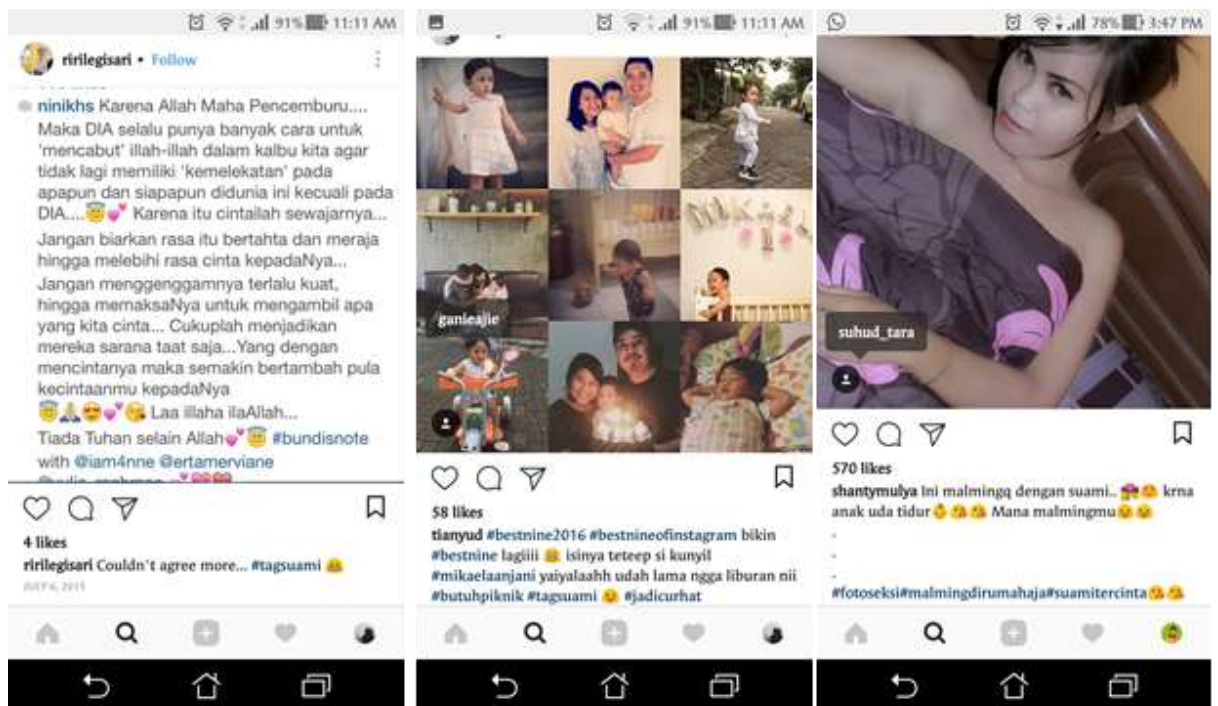 91% 11:11 AM
ririlegisari • Follow
ninikhs Karena Allah Maha Pencemburu....
Maka DIA selalu punya banyak cara untuk
'mencabut' illah-illah dalam kalbu kita agar
tidak lagi memiliki 'kemelekatan' pada
apapun dan siapapun didunia ini kecuali pada
DIA....😇💕 Karena itu cintailah sewajarnya...
Jangan biarkan rasa itu bertahta dan meraja
hingga melebihi rasa cinta kepadaNya...
Jangan menggenggamnya terlalu kuat,
hingga memaksaNya untuk mengambil apa
yang kita cinta... Cukuplah menjadikan
mereka sarana taat saja...Yang dengan
mencintanya maka semakin bertambah pula
kecintaanmu kepadaNya
😇🙏😍💕😘 Laa illaha ilaAllah...
Tiada Tuhan selain Allah💕😇 #bundisnote
with @iam4nne @ertamerviane
4 likes
ririlegisari Couldn't agree more... #tagsuami
JULY 6, 2015
91% 11:11 AM
ganieajie
58 likes
tianyud #bestnine2016 #bestnineofinstagram bikin
#bestnine lagiiii isinya teteep si kunyil
#mikaelaanjani yaiyalaahh udah lama ngga liburan nii
#butuhpiknik #tagsuami 😉 #jadicurhat
78% 3:47 PM
suhud_tara
570 likes
shantymulya Ini malmingq dengan suami.. krna
anak uda tidur Mana malmingmu
.
.
.
#fotoseksi#malmingdirumahaja#suamitercinta😘😘